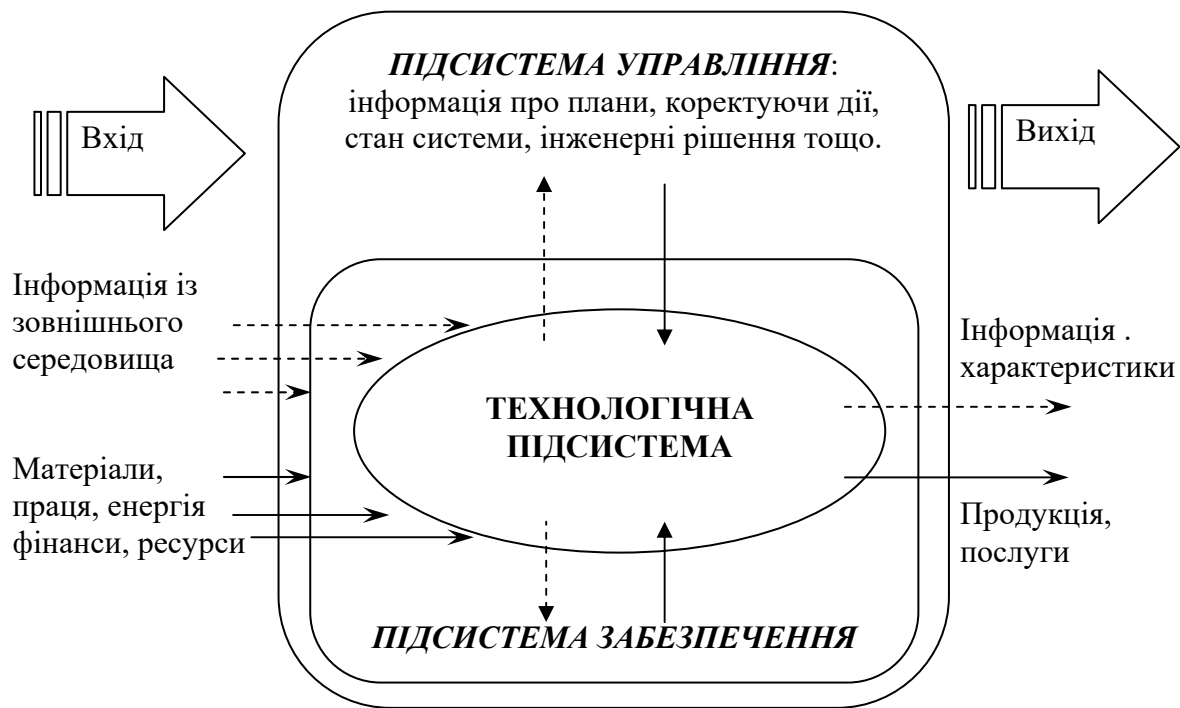 ПІДСИСТЕМА УПРАВЛІННЯ:
інформація про плани, коректуючи дії,
стан системи, інженерні рішення тощо.
Вхід
Вихід
Інформація із
зовнішнього
середовища
Інформація .
характеристики
ТЕХНОЛОГІЧНА
ПІДСИСТЕМА
Матеріали,
праця, енергія
фінанси, ресурси
Продукція,
послуги
ПІДСИСТЕМА ЗАБЕЗПЕЧЕННЯ